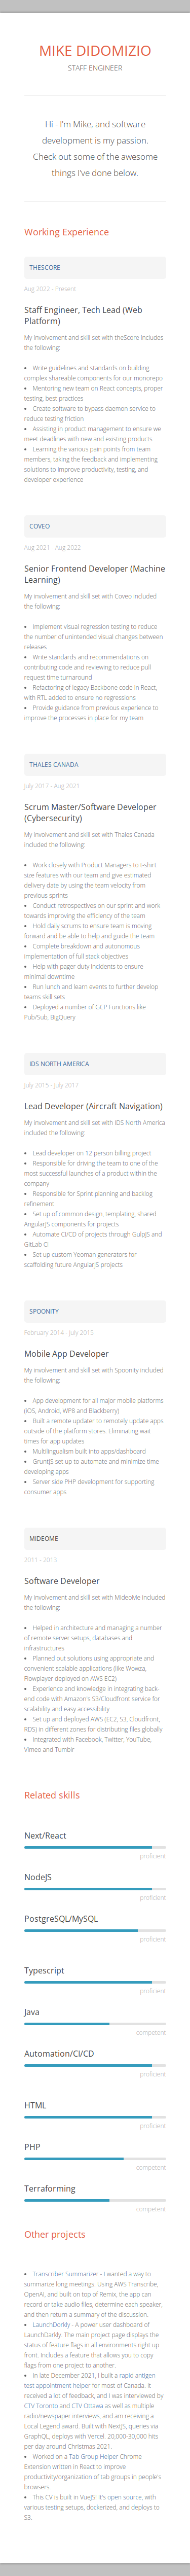 MIKE DIDOMIZIO
STAFF ENGINEER
Hi - I'm Mike, and software
development is my passion.
Check out some of the awesome
things I've done below.
Working Experience
THESCORE
Aug 2022 - Present
Staff Engineer, Tech Lead (Web
Platform)
My involvement and skill set with theScore includes
the following:
• Write guidelines and standards on building
complex shareable components for our monorepo
• Mentoring new team on React concepts, proper
testing, best practices
• Create software to bypass daemon service to
reduce testing friction
• Assisting in product management to ensure we
meet deadlines with new and existing products
• Learning the various pain points from team
members, taking the feedback and implementing
solutions to improve productivity, testing, and
developer experience
COVEO
Aug 2021 - Aug 2022
Senior Frontend Developer (Machine
Learning)
My involvement and skill set with Coveo included
the following:
• Implement visual regression testing to reduce
the number of unintended visual changes between
releases
• Write standards and recommendations on
contributing code and reviewing to reduce pull
request time turnaround
• Refactoring of legacy Backbone code in React,
with RTL added to ensure no regressions
• Provide guidance from previous experience to
improve the processes in place for my team
THALES CANADA
July 2017 - Aug 2021
Scrum Master/Software Developer
(Cybersecurity)
My involvement and skill set with Thales Canada
included the following:
• Work closely with Product Managers to t-shirt
size features with our team and give estimated
delivery date by using the team velocity from
previous sprints
• Conduct retrospectives on our sprint and work
towards improving the efficiency of the team
• Hold daily scrums to ensure team is moving
forward and be able to help and guide the team
• Complete breakdown and autonomous
implementation of full stack objectives
• Help with pager duty incidents to ensure
minimal downtime
• Run lunch and learn events to further develop
teams skill sets
• Deployed a number of GCP Functions like
Pub/Sub, BigQuery
IDS NORTH AMERICA
July 2015 - July 2017
Lead Developer (Aircraft Navigation)
My involvement and skill set with IDS North America
included the following:
• Lead developer on 12 person billing project
• Responsible for driving the team to one of the
most successful launches of a product within the
company
• Responsible for Sprint planning and backlog
refinement
• Set up of common design, templating, shared
AngularJS components for projects
• Automate CI/CD of projects through GulpJS and
GitLab CI
• Set up custom Yeoman generators for
scaffolding future AngularJS projects
SPOONITY
February 2014 - July 2015
Mobile App Developer
My involvement and skill set with Spoonity included
the following:
• App development for all major mobile platforms
(iOS, Android, WP8 and Blackberry)
• Built a remote updater to remotely update apps
outside of the platform stores. Eliminating wait
times for app updates
• Multilingualism built into apps/dashboard
• GruntJS set up to automate and minimize time
developing apps
• Server side PHP development for supporting
consumer apps
MIDEOME
2011 - 2013
Software Developer
My involvement and skill set with MideoMe included
the following:
• Helped in architecture and managing a number
of remote server setups, databases and
infrastructures
• Planned out solutions using appropriate and
convenient scalable applications (like Wowza,
Flowplayer deployed on AWS EC2)
• Experience and knowledge in integrating back-
end code with Amazon's S3/Cloudfront service for
scalability and easy accessibility
• Set up and deployed AWS (EC2, S3, Cloudfront,
RDS) in different zones for distributing files globally
• Integrated with Facebook, Twitter, YouTube,
Vimeo and Tumblr
Related skills
Next/React
proficient
NodeJS
proficient
PostgreSQL/MySQL
proficient
Typescript
proficient
Java
competent
Automation/CI/CD
proficient
HTML
proficient
PHP
competent
Terraforming
competent
Other projects
• Transcriber Summarizer - I wanted a way to
summarize long meetings. Using AWS Transcribe,
OpenAI, and built on top of Remix, the app can
record or take audio files, determine each speaker,
and then return a summary of the discussion.
• LaunchDorkly - A power user dashboard of
LaunchDarkly. The main project page displays the
status of feature flags in all environments right up
front. Includes a feature that allows you to copy
flags from one project to another.
• In late December 2021, I built a rapid antigen
test appointment helper for most of Canada. It
received a lot of feedback, and I was interviewed by
CTV Toronto and CTV Ottawa as well as multiple
radio/newspaper interviews, and am receiving a
Local Legend award. Built with NextJS, queries via
GraphQL, deploys with Vercel. 20,000-30,000 hits
per day around Christmas 2021.
• Worked on a Tab Group Helper Chrome
Extension written in React to improve
productivity/organization of tab groups in people's
browsers.
• This CV is built in VueJS! It's open source, with
various testing setups, dockerized, and deploys to
S3.